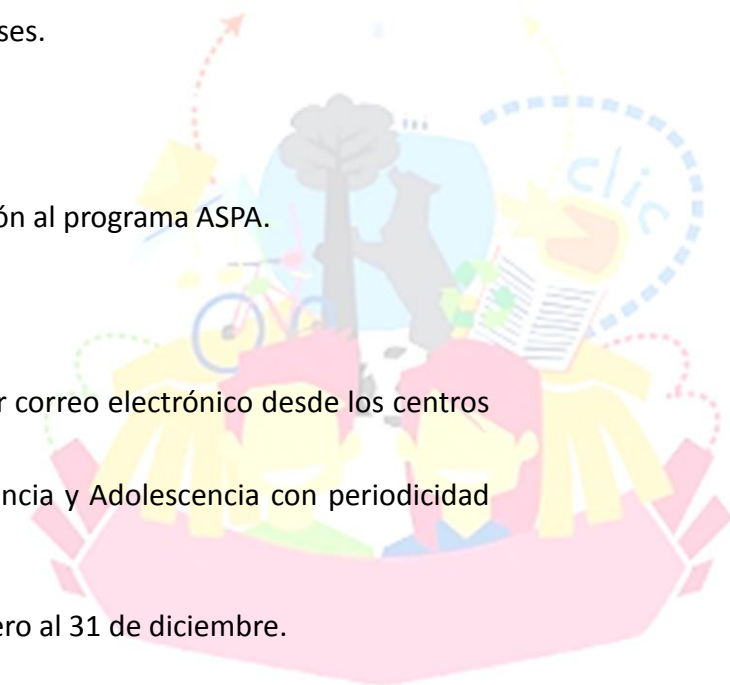 ses.
ón al programa ASPA.
r correo electrónico desde los centros
ncia y Adolescencia con periodicidad
ero al 31 de diciembre.
clic